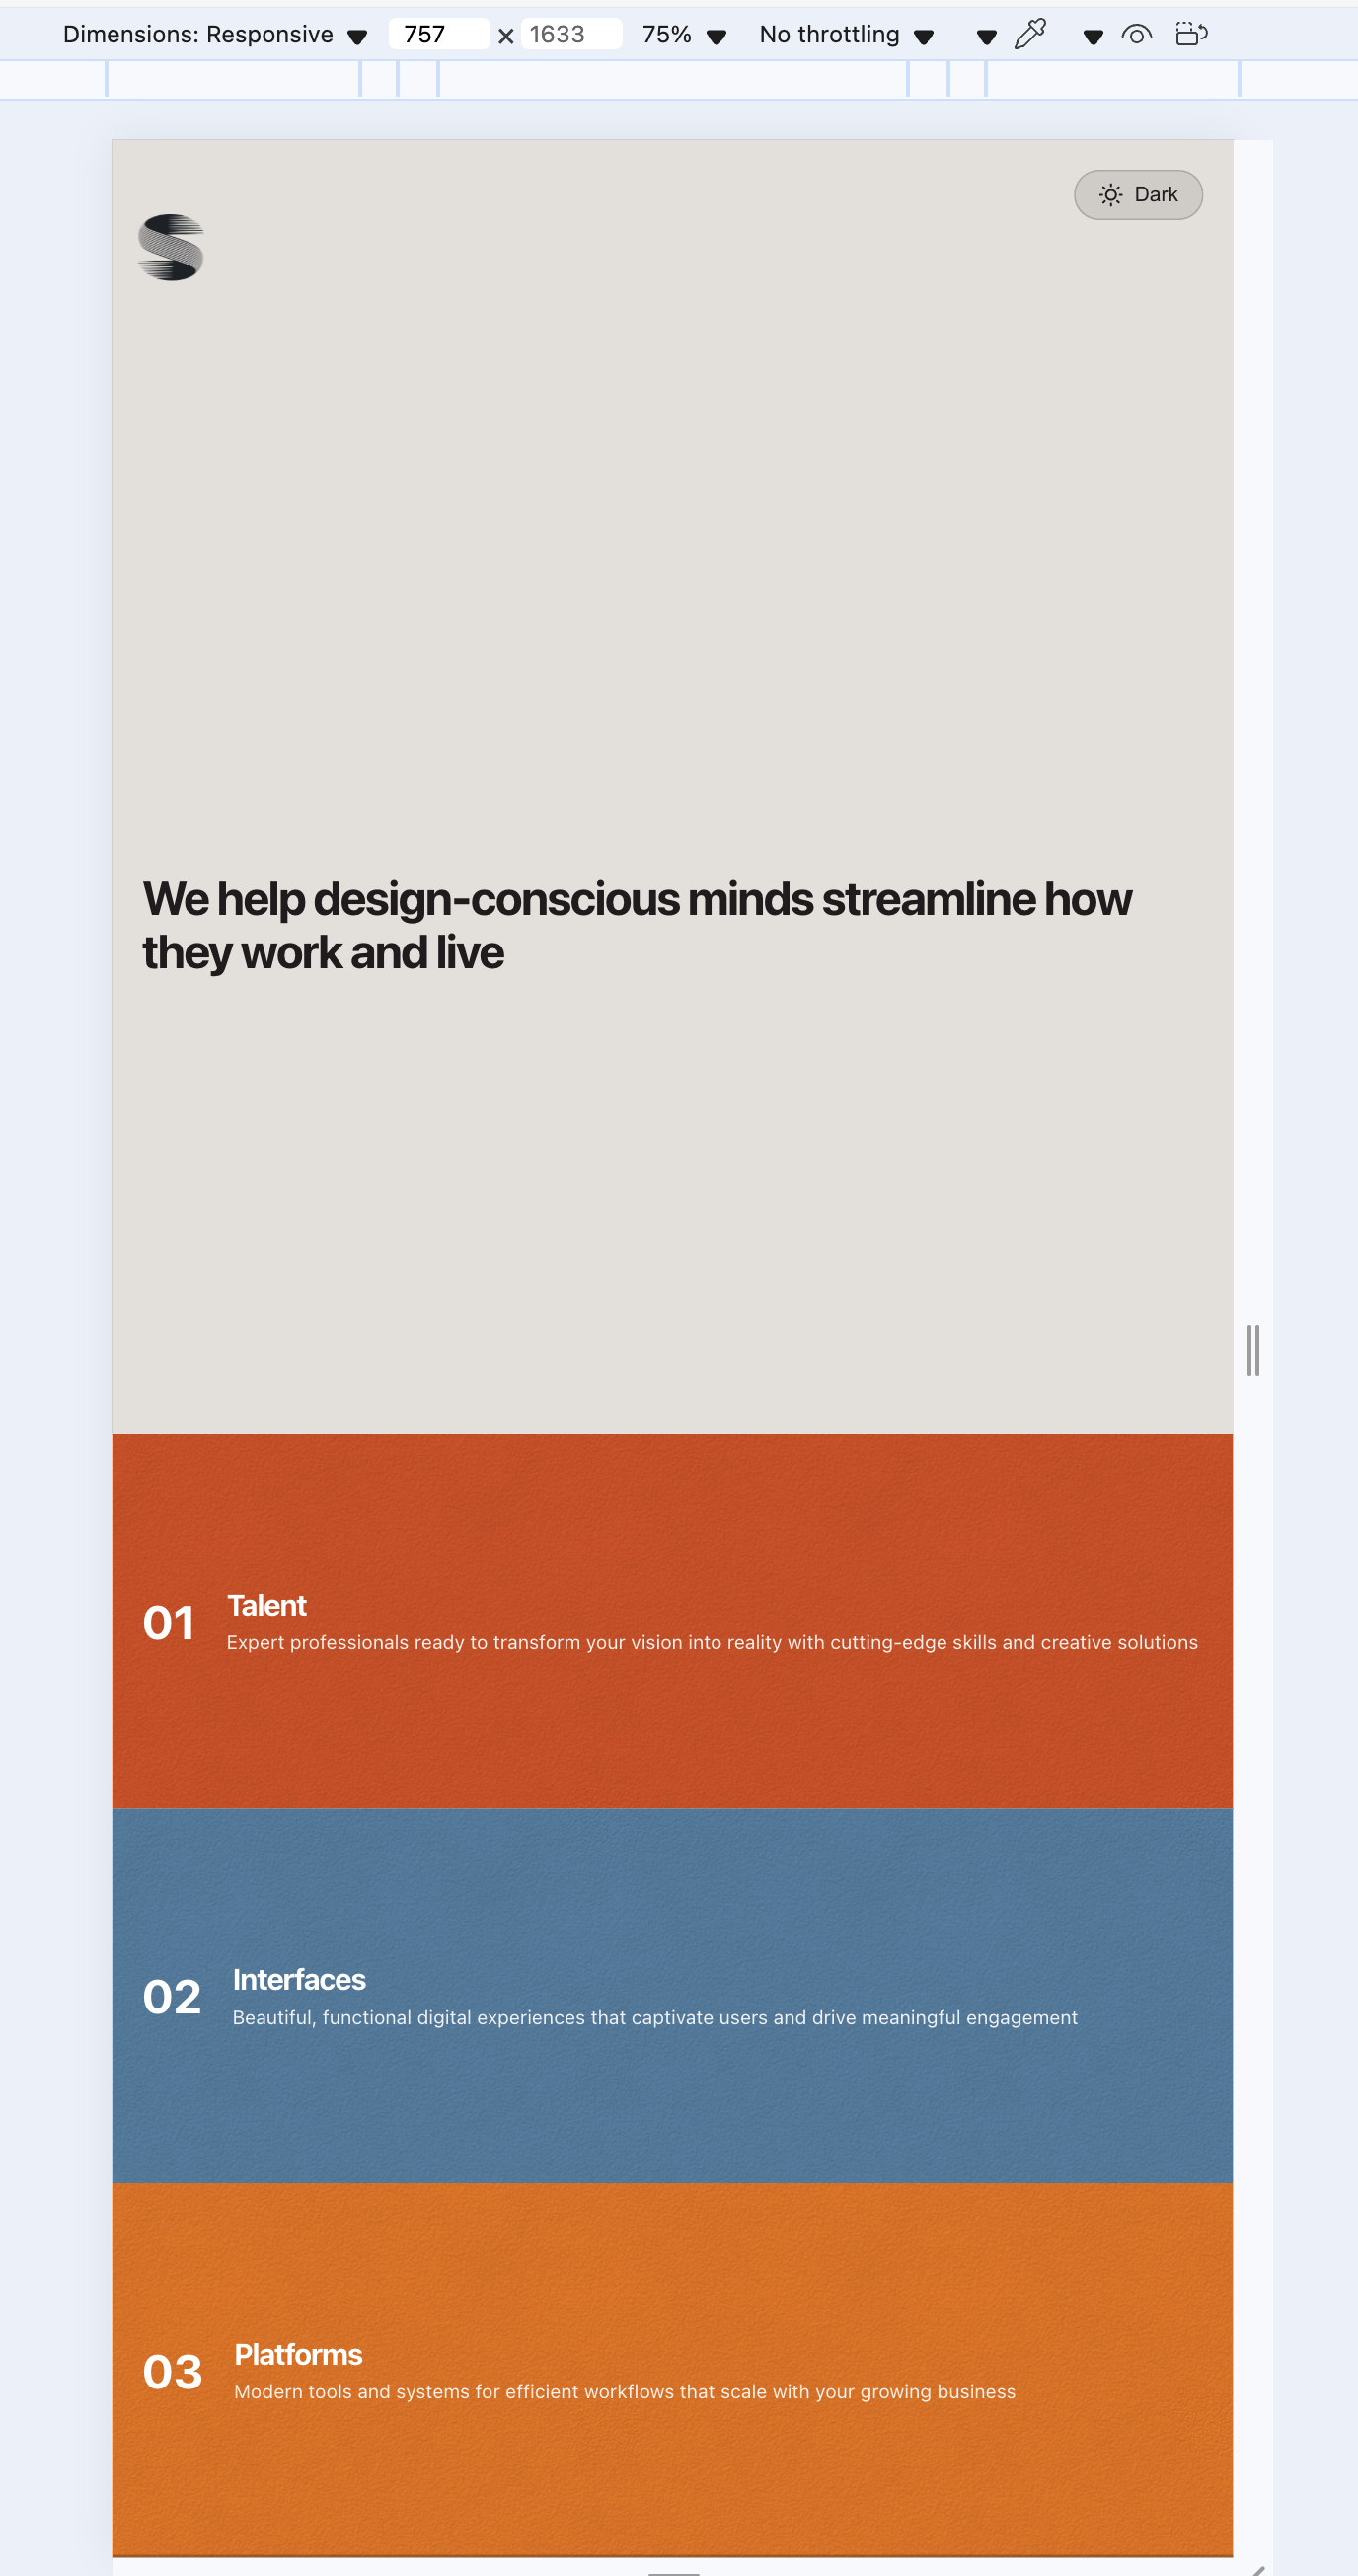 Dimensions: Responsive 757 × 1633 75% No throttling
Dark
We help design-conscious minds streamline how
they work and live
01 Talent
Expert professionals ready to transform your vision into reality with cutting-edge skills and creative solutions
02 Interfaces
Beautiful, functional digital experiences that captivate users and drive meaningful engagement
03 Platforms
Modern tools and systems for efficient workflows that scale with your growing business